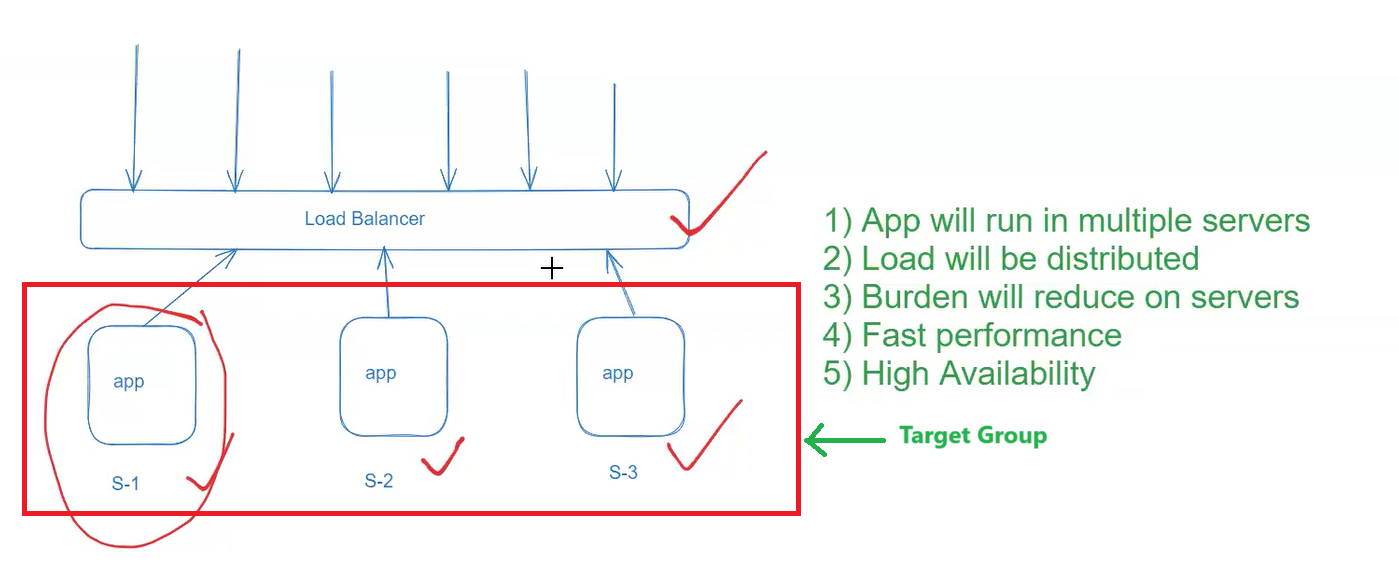 Load Balancer
1) App will run in multiple servers
2) Load will be distributed
3) Burden will reduce on servers
4) Fast performance
5) High Availability
app
app
app
Target Group
S-1
S-2
S-3